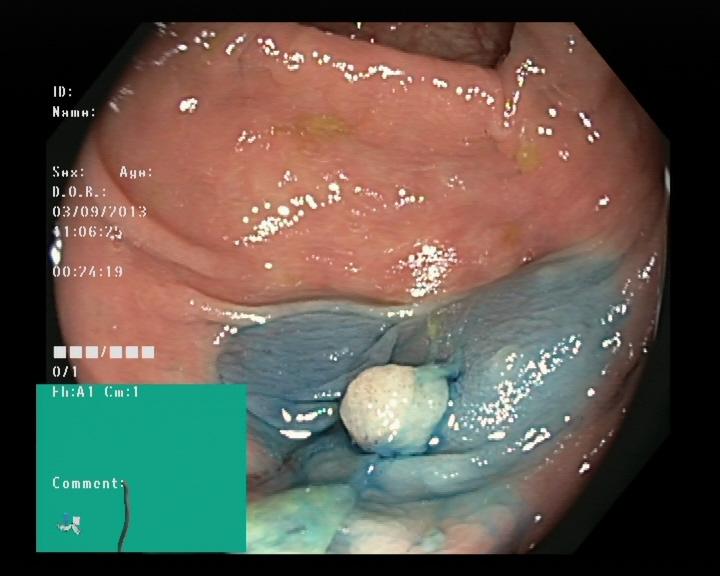 ID:
Name:
Sex: Age:
D.O.R.:
03/09/2013
11:06:25
00:24:19
■■■/■■■
0/1
Eh:A1 Cm:1
Comment: